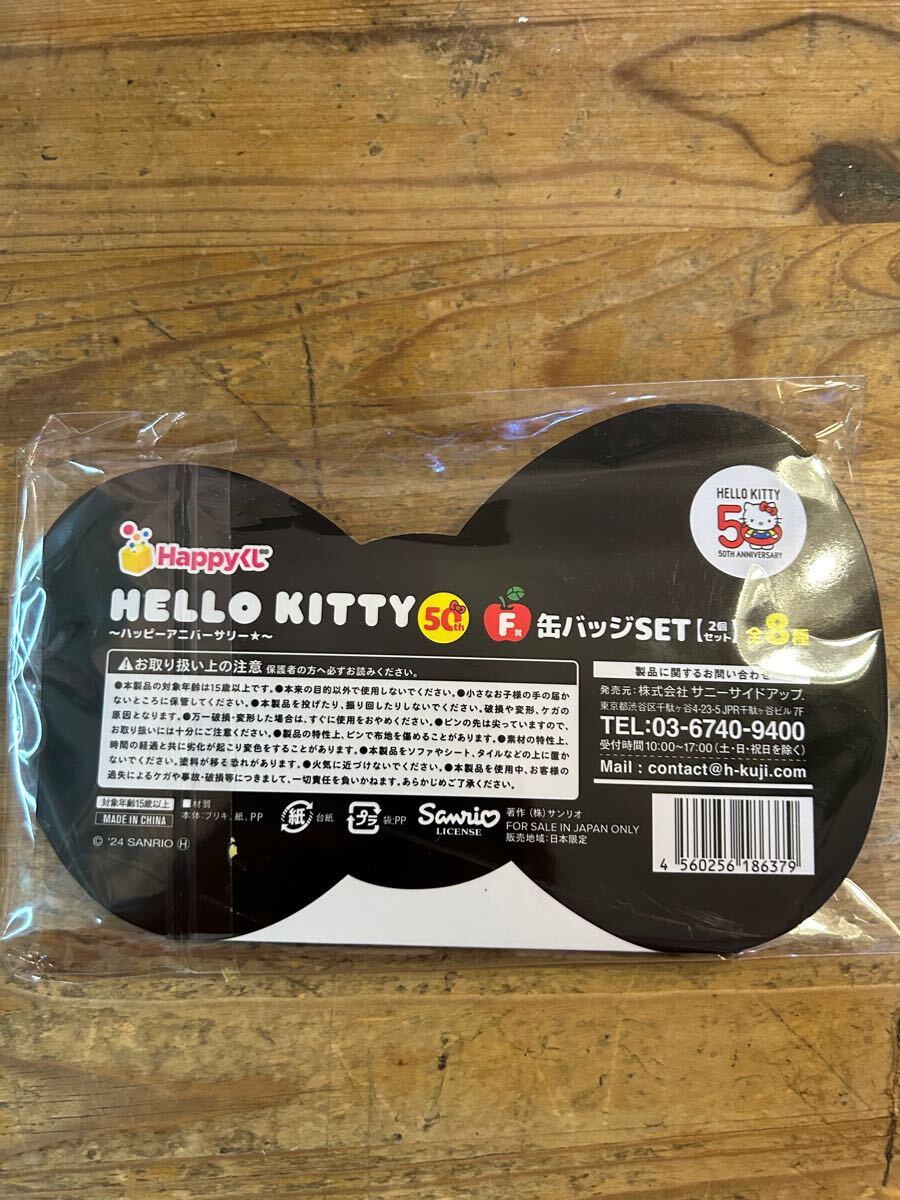 HELLO KITTY
50
50TH ANNIVERSARY
Happyくじ
HELLO KITTY 50th
～ハッピーアニバーサリー★～
F賞 缶バッジSET【2個セット】全8種
お取り扱い上の注意 保護者の方へ必ずお読みください。
●本製品の対象年齢は15歳以上です。●本来の目的以外で使用しないでください。●小さなお子様の手の届か
ないところに保管してください。●本製品を投げたり、振り回したりしないでください。破損や変形、ケガの
原因となります。●万一破損・変形した場合は、すぐに使用をおやめください。●ピンの先は尖っていますので、
お取り扱いには十分にご注意ください。●製品の特性上、ピンで布地を傷めることがあります。●素材の特性上、
時間の経過と共に劣化が起こり変色をすることがあります。●本製品をソファやシート、タイルなどの上に置か
ないでください。塗料が移る恐れがあります。●火気に近づけないでください。●本製品を使用中、お客様の
過失によるケガや事故・破損等につきまして、一切責任を負いかねます。あらかじめご了承ください。
製品に関するお問い合わせ
発売元:株式会社 サニーサイドアップ
東京都渋谷区千駄ヶ谷4-23-5 JPR千駄ヶ谷ビル 7F
TEL:03-6740-9400
受付時間10:00～17:00(土・日・祝日を除く)
Mail : contact@h-kuji.com
対象年齢15歳以上
MADE IN CHINA
■材質
本体:ブリキ、紙、PP
紙 台紙
プラ 袋:PP
Sanrio
LICENSE
著作 (株)サンリオ
FOR SALE IN JAPAN ONLY
販売地域:日本限定
© '24 SANRIO Ⓗ
4 560256 186379